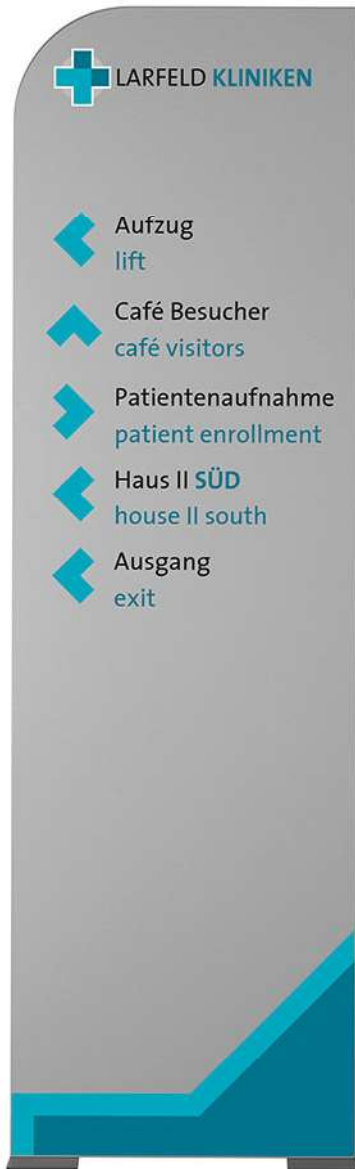 LARFELD KLINIKEN
Aufzug
lift
Café Besucher
café visitors
Patientenaufnahme
patient enrollment
Haus II SÜD
house II south
Ausgang
exit